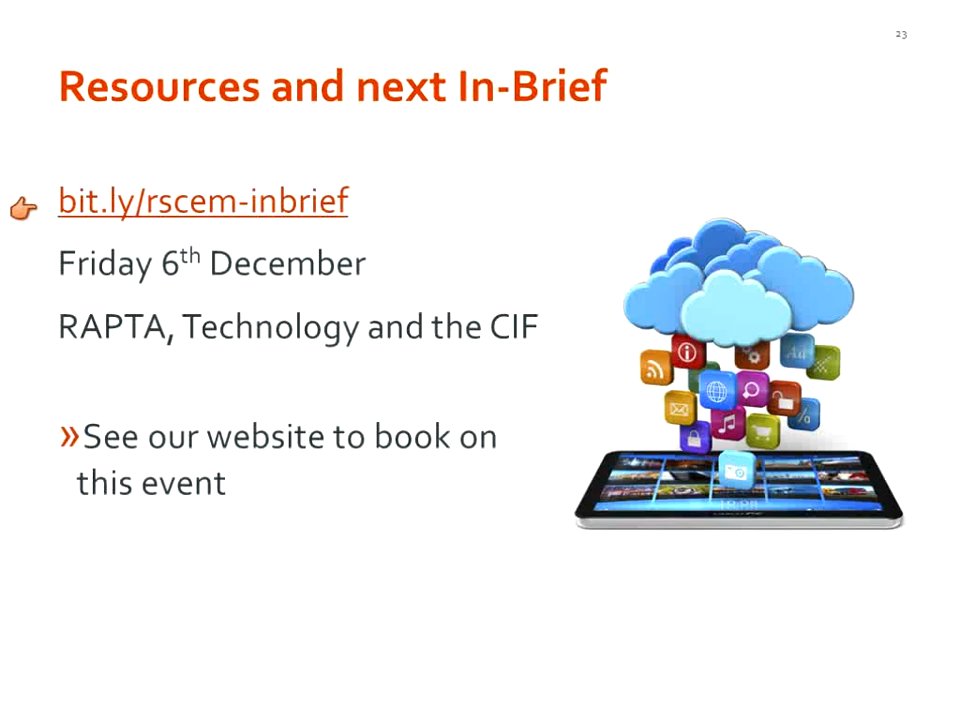 23
Resources and next In-Brief
bit.ly/rscem-inbrief
Friday 6th December
RAPTA, Technology and the CIF
»See our website to book on
this event
Aa
%